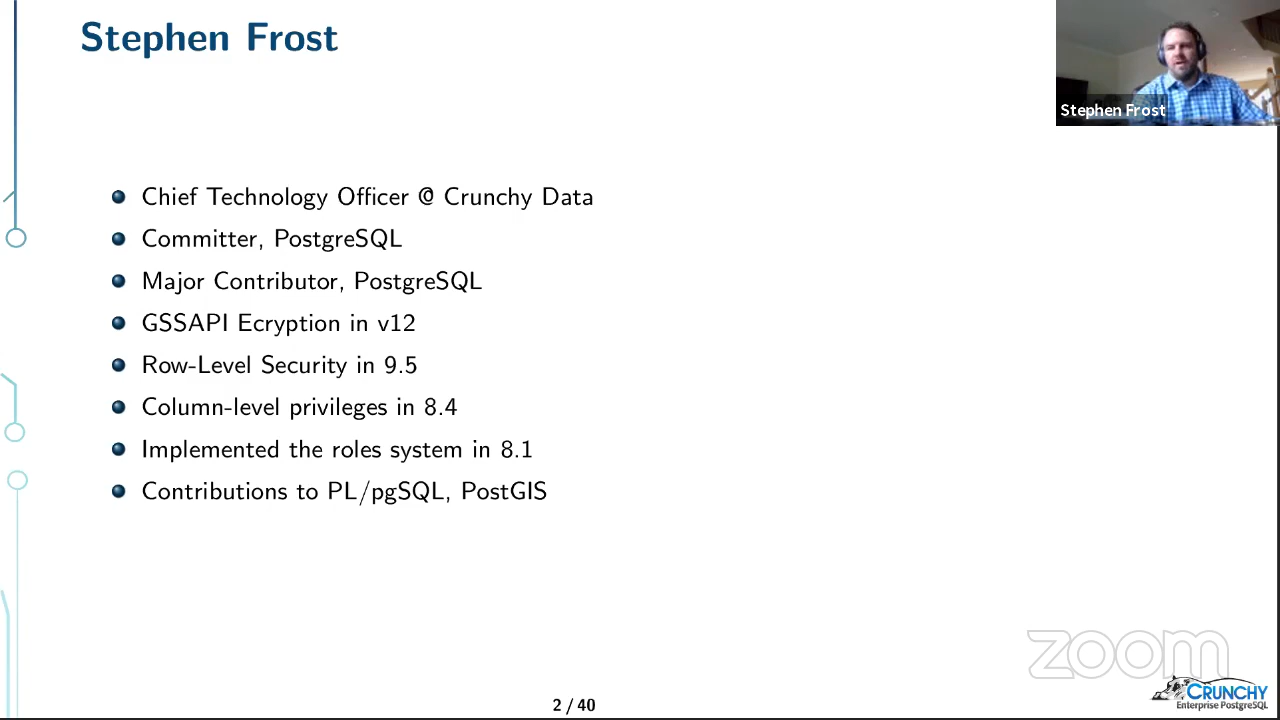 Stephen Frost
Stephen Frost
Chief Technology Officer @ Crunchy Data
Committer, PostgreSQL
Major Contributor, PostgreSQL
GSSAPI Ecryption in v12
Row-Level Security in 9.5
Column-level privileges in 8.4
Implemented the roles system in 8.1
Contributions to PL/pgSQL, PostGIS
zoom
CRUNCHY
Enterprise PostgreSQL
2 / 40